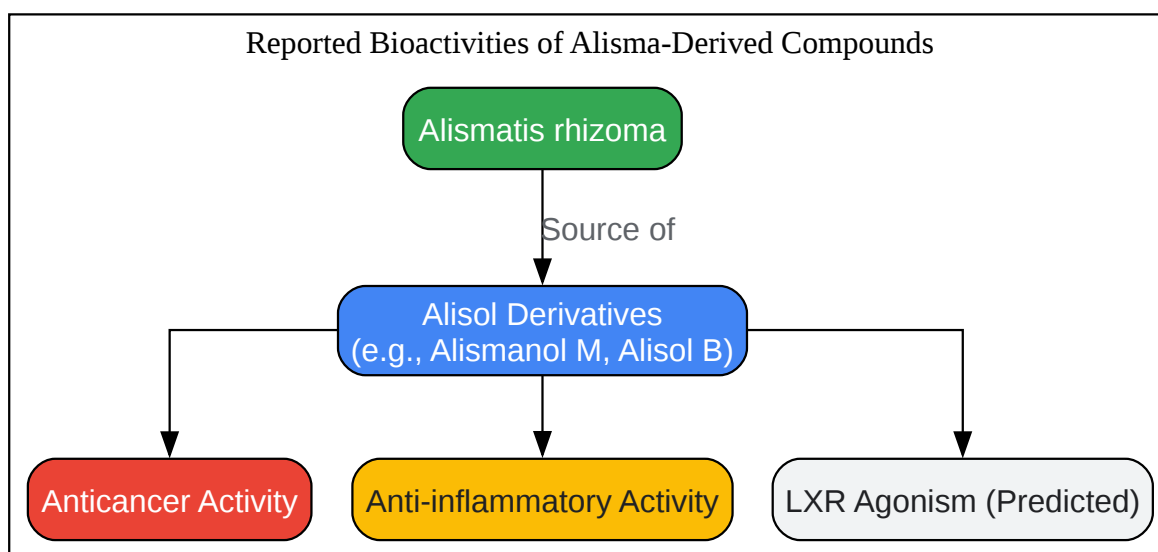 Reported Bioactivities of Alisma-Derived Compounds
Alismatis rhizoma
Source of
Alisol Derivatives
(e.g., Alismanol M, Alisol B)
Anticancer Activity
Anti-inflammatory Activity
LXR Agonism (Predicted)